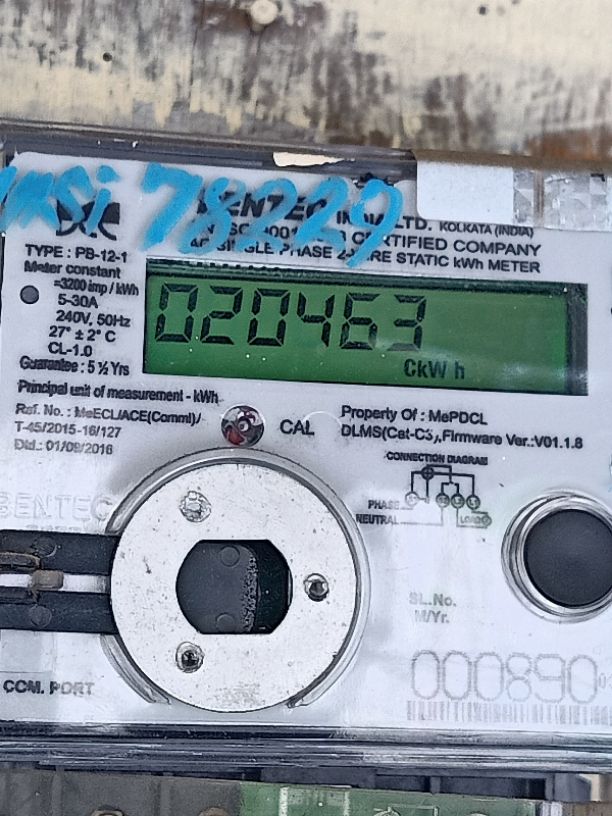 78229
INDIA LTD. KOLKATA (INDIA)
CERTIFIED COMPANY
SINGLE PHASE STATIC kWh METER
TYPE : PB-12-1
Meter constant
=3200 imp / kWh
5-30A
240V, 50Hz
27° ± 2° C
CL-1.0
Guarantee : 5 ½ Yrs
020463
CkW h
Principal unit of measurement - kWh
Ref. No. : MeECL/ACE(Comml)/
T-45/2015-16/127
Dtd.: 01/09/2016
CAL
Property Of : MePDCL
DLMS(Cat-C3),Firmware Ver.:V01.1.8
CONNECTION DIAGRAM
PHASE
NEUTRAL
LOAD
SENTEC
SL.No.
M/Yr.
COM. PORT
000890